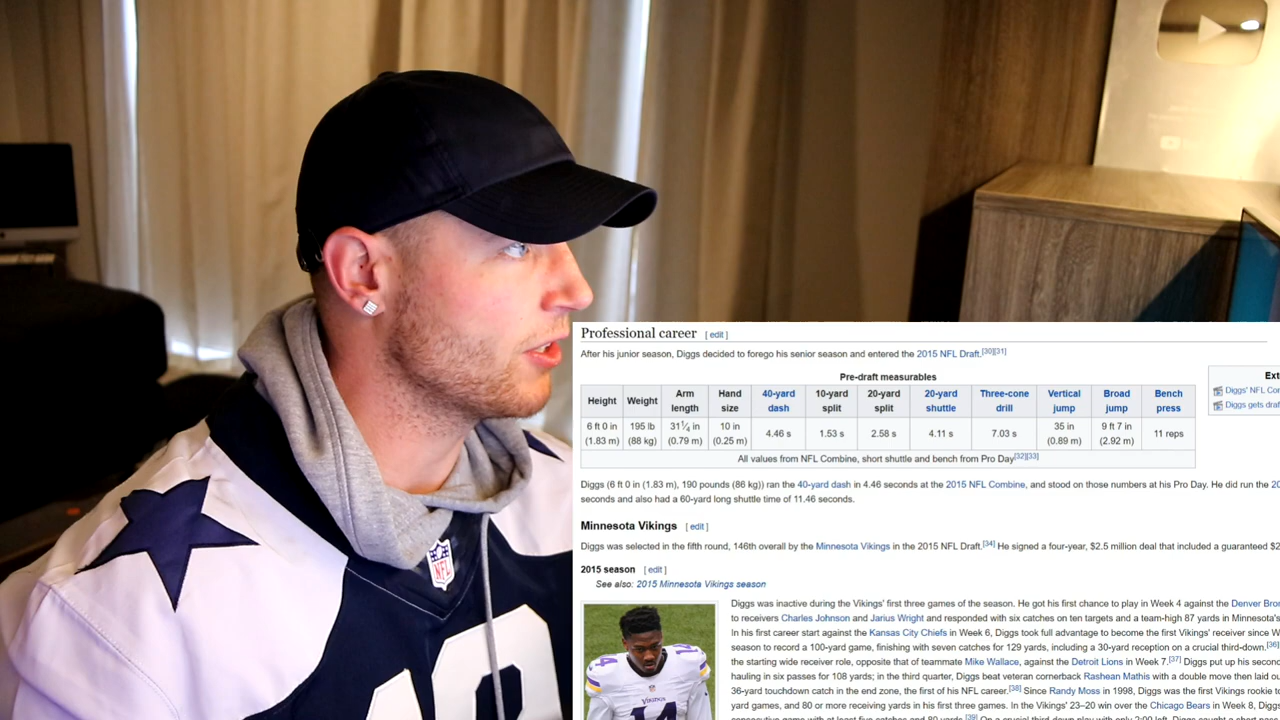 NFL
Professional career [ edit ]
After his junior season, Diggs decided to forego his senior season and entered the 2015 NFL Draft.[30][31]
Pre-draft measurables
Height Weight Arm length Hand size 40-yard dash 10-yard split 20-yard split 20-yard shuttle Three-cone drill Vertical jump Broad jump Bench press
6 ft 0 in (1.83 m) 195 lb (88 kg) 31 1⁄4 in (0.79 m) 10 in (0.25 m) 4.46 s 1.53 s 2.58 s 4.11 s 7.03 s 35 in (0.89 m) 9 ft 7 in (2.92 m) 11 reps
All values from NFL Combine, short shuttle and bench from Pro Day[32][33]
Diggs' NFL
Diggs gets
Diggs (6 ft 0 in (1.83 m), 190 pounds (86 kg)) ran the 40-yard dash in 4.46 seconds at the 2015 NFL Combine, and stood on those numbers at his Pro Day. He did run the 20
seconds and also had a 60-yard long shuttle time of 11.46 seconds.
Minnesota Vikings [ edit ]
Diggs was selected in the fifth round, 146th overall by the Minnesota Vikings in the 2015 NFL Draft.[34] He signed a four-year, $2.5 million deal that included a guaranteed $2
2015 season [ edit ]
See also: 2015 Minnesota Vikings season
Diggs was inactive during the Vikings' first three games of the season. He got his first chance to play in Week 4 against the Denver
to receivers Charles Johnson and Jarius Wright and responded with six catches on ten targets and a team-high 87 yards in Minnesota's
In his first career start against the Kansas City Chiefs in Week 6, Diggs took full advantage to become the first Vikings' receiver since
season to record a 100-yard game, finishing with seven catches for 129 yards, including a 30-yard reception on a crucial third-down.[36]
the starting wide receiver role, opposite that of teammate Mike Wallace, against the Detroit Lions in Week 7.[37] Diggs put up his
hauling in six passes for 108 yards; in the third quarter, Diggs beat veteran cornerback Rashean Mathis with a double move then laid
36-yard touchdown catch in the end zone, the first of his NFL career.[38] Since Randy Moss in 1998, Diggs was the first Vikings rookie
yard games, and 80 or more receiving yards in his first three games. In the Vikings' 23–20 win over the Chicago Bears in Week 8,
VIKINGS
14